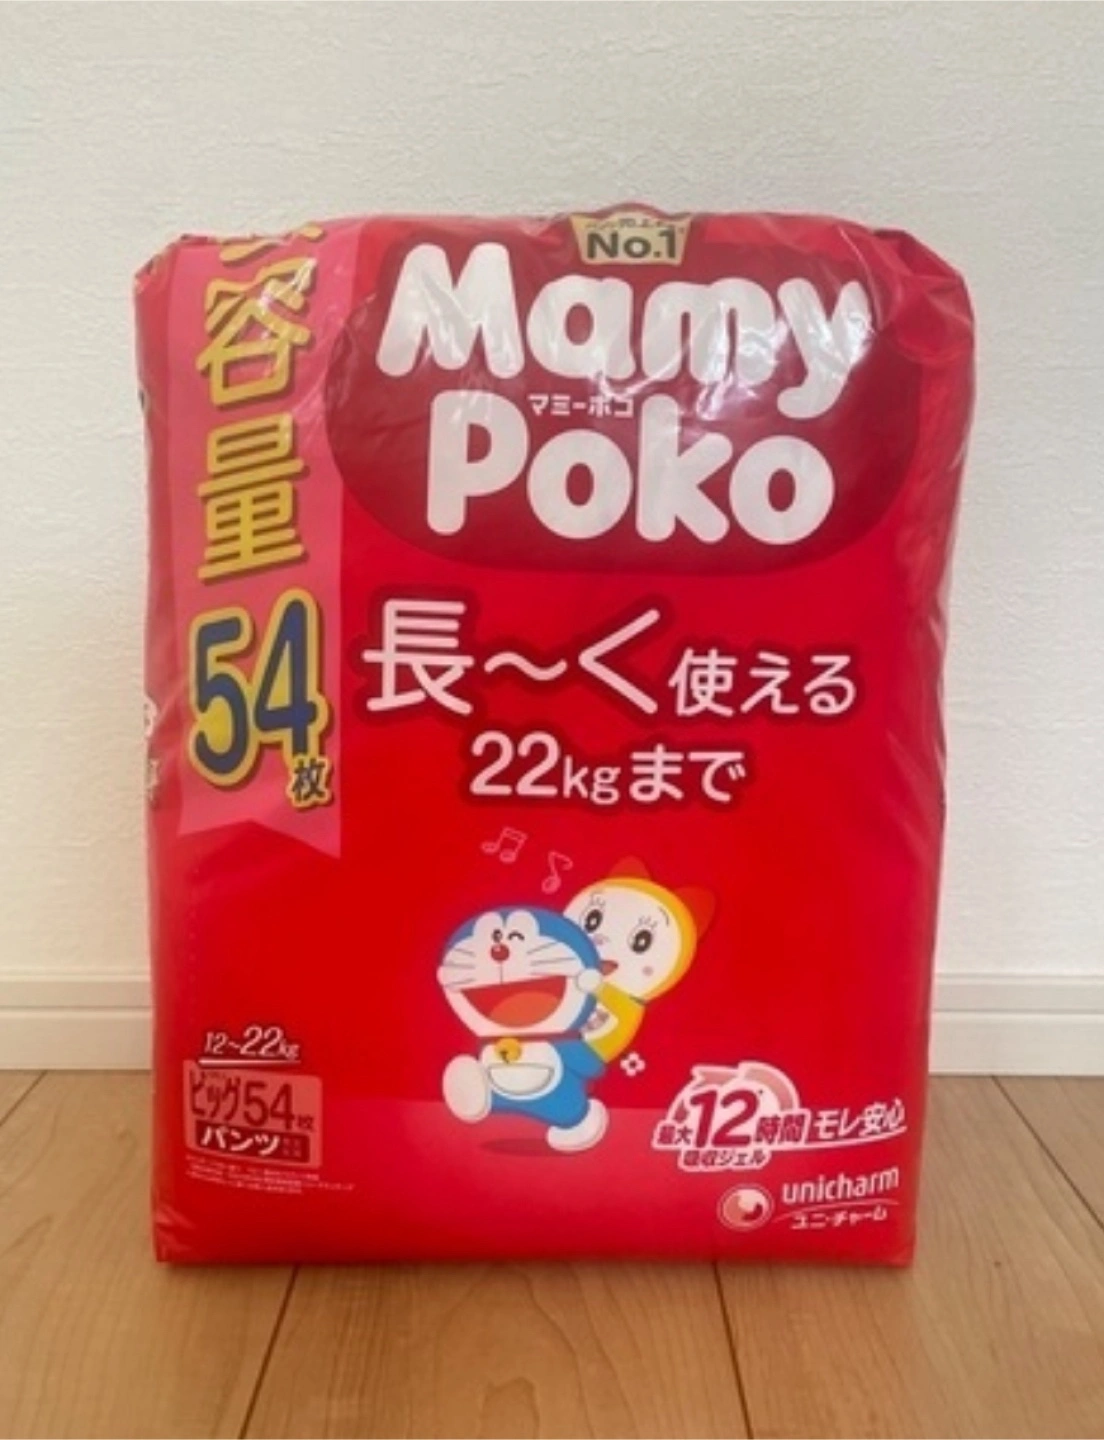 No.1
Mamy
マミーポコ
Poko
容量
54枚
長〜く使える
22kgまで
12〜22kg
ビッグ54枚
パンツ
最大12時間モレ安心
吸収ジェル
unicharm
ユニ・チャーム